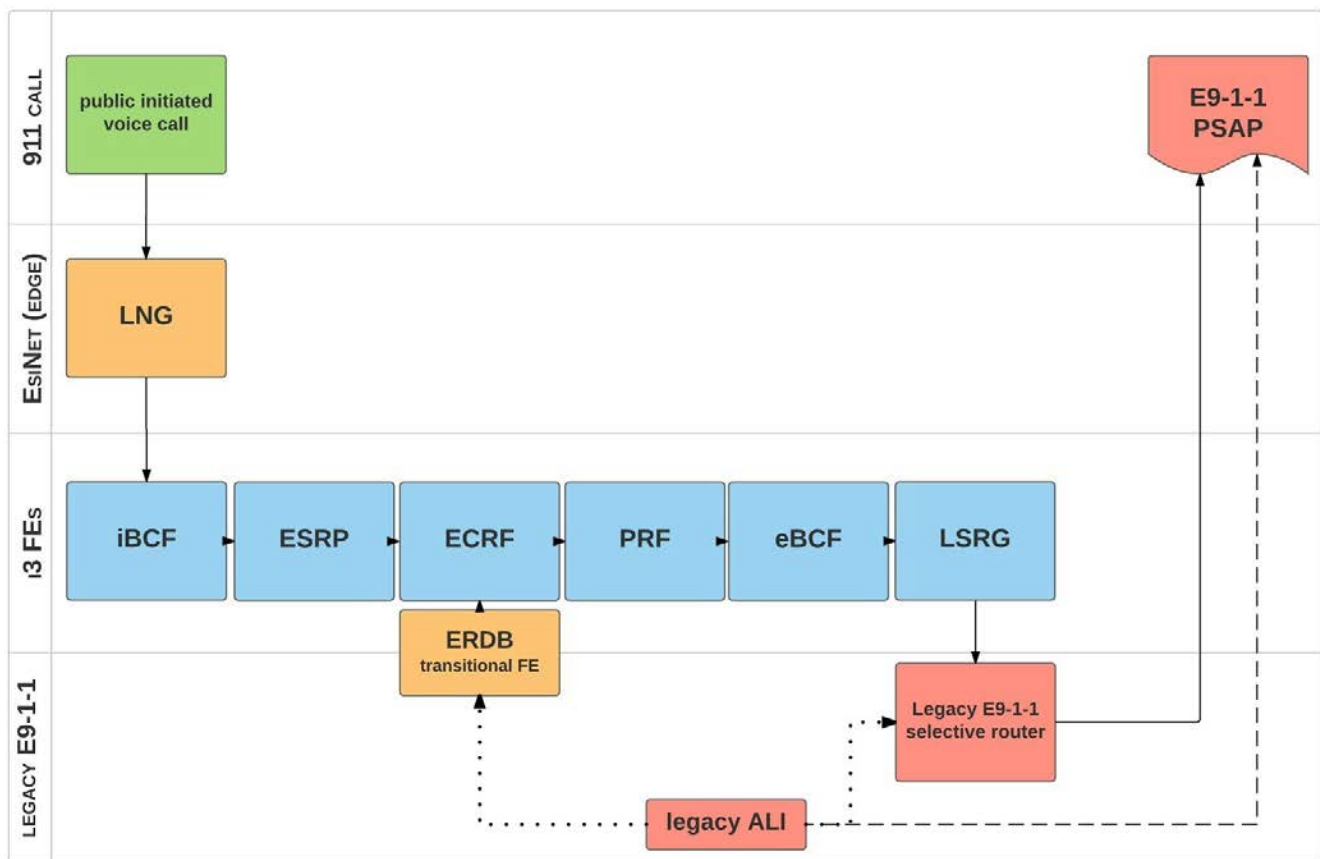 911 CALL
public initiated
voice call
E9-1-1
PSAP
ESINET (EDGE)
LNG
I3 FES
iBCF
ESRP
ECRF
PRF
eBCF
LSRG
ERDB
transitional FE
LEGACY E9-1-1
Legacy E9-1-1
selective router
legacy ALI